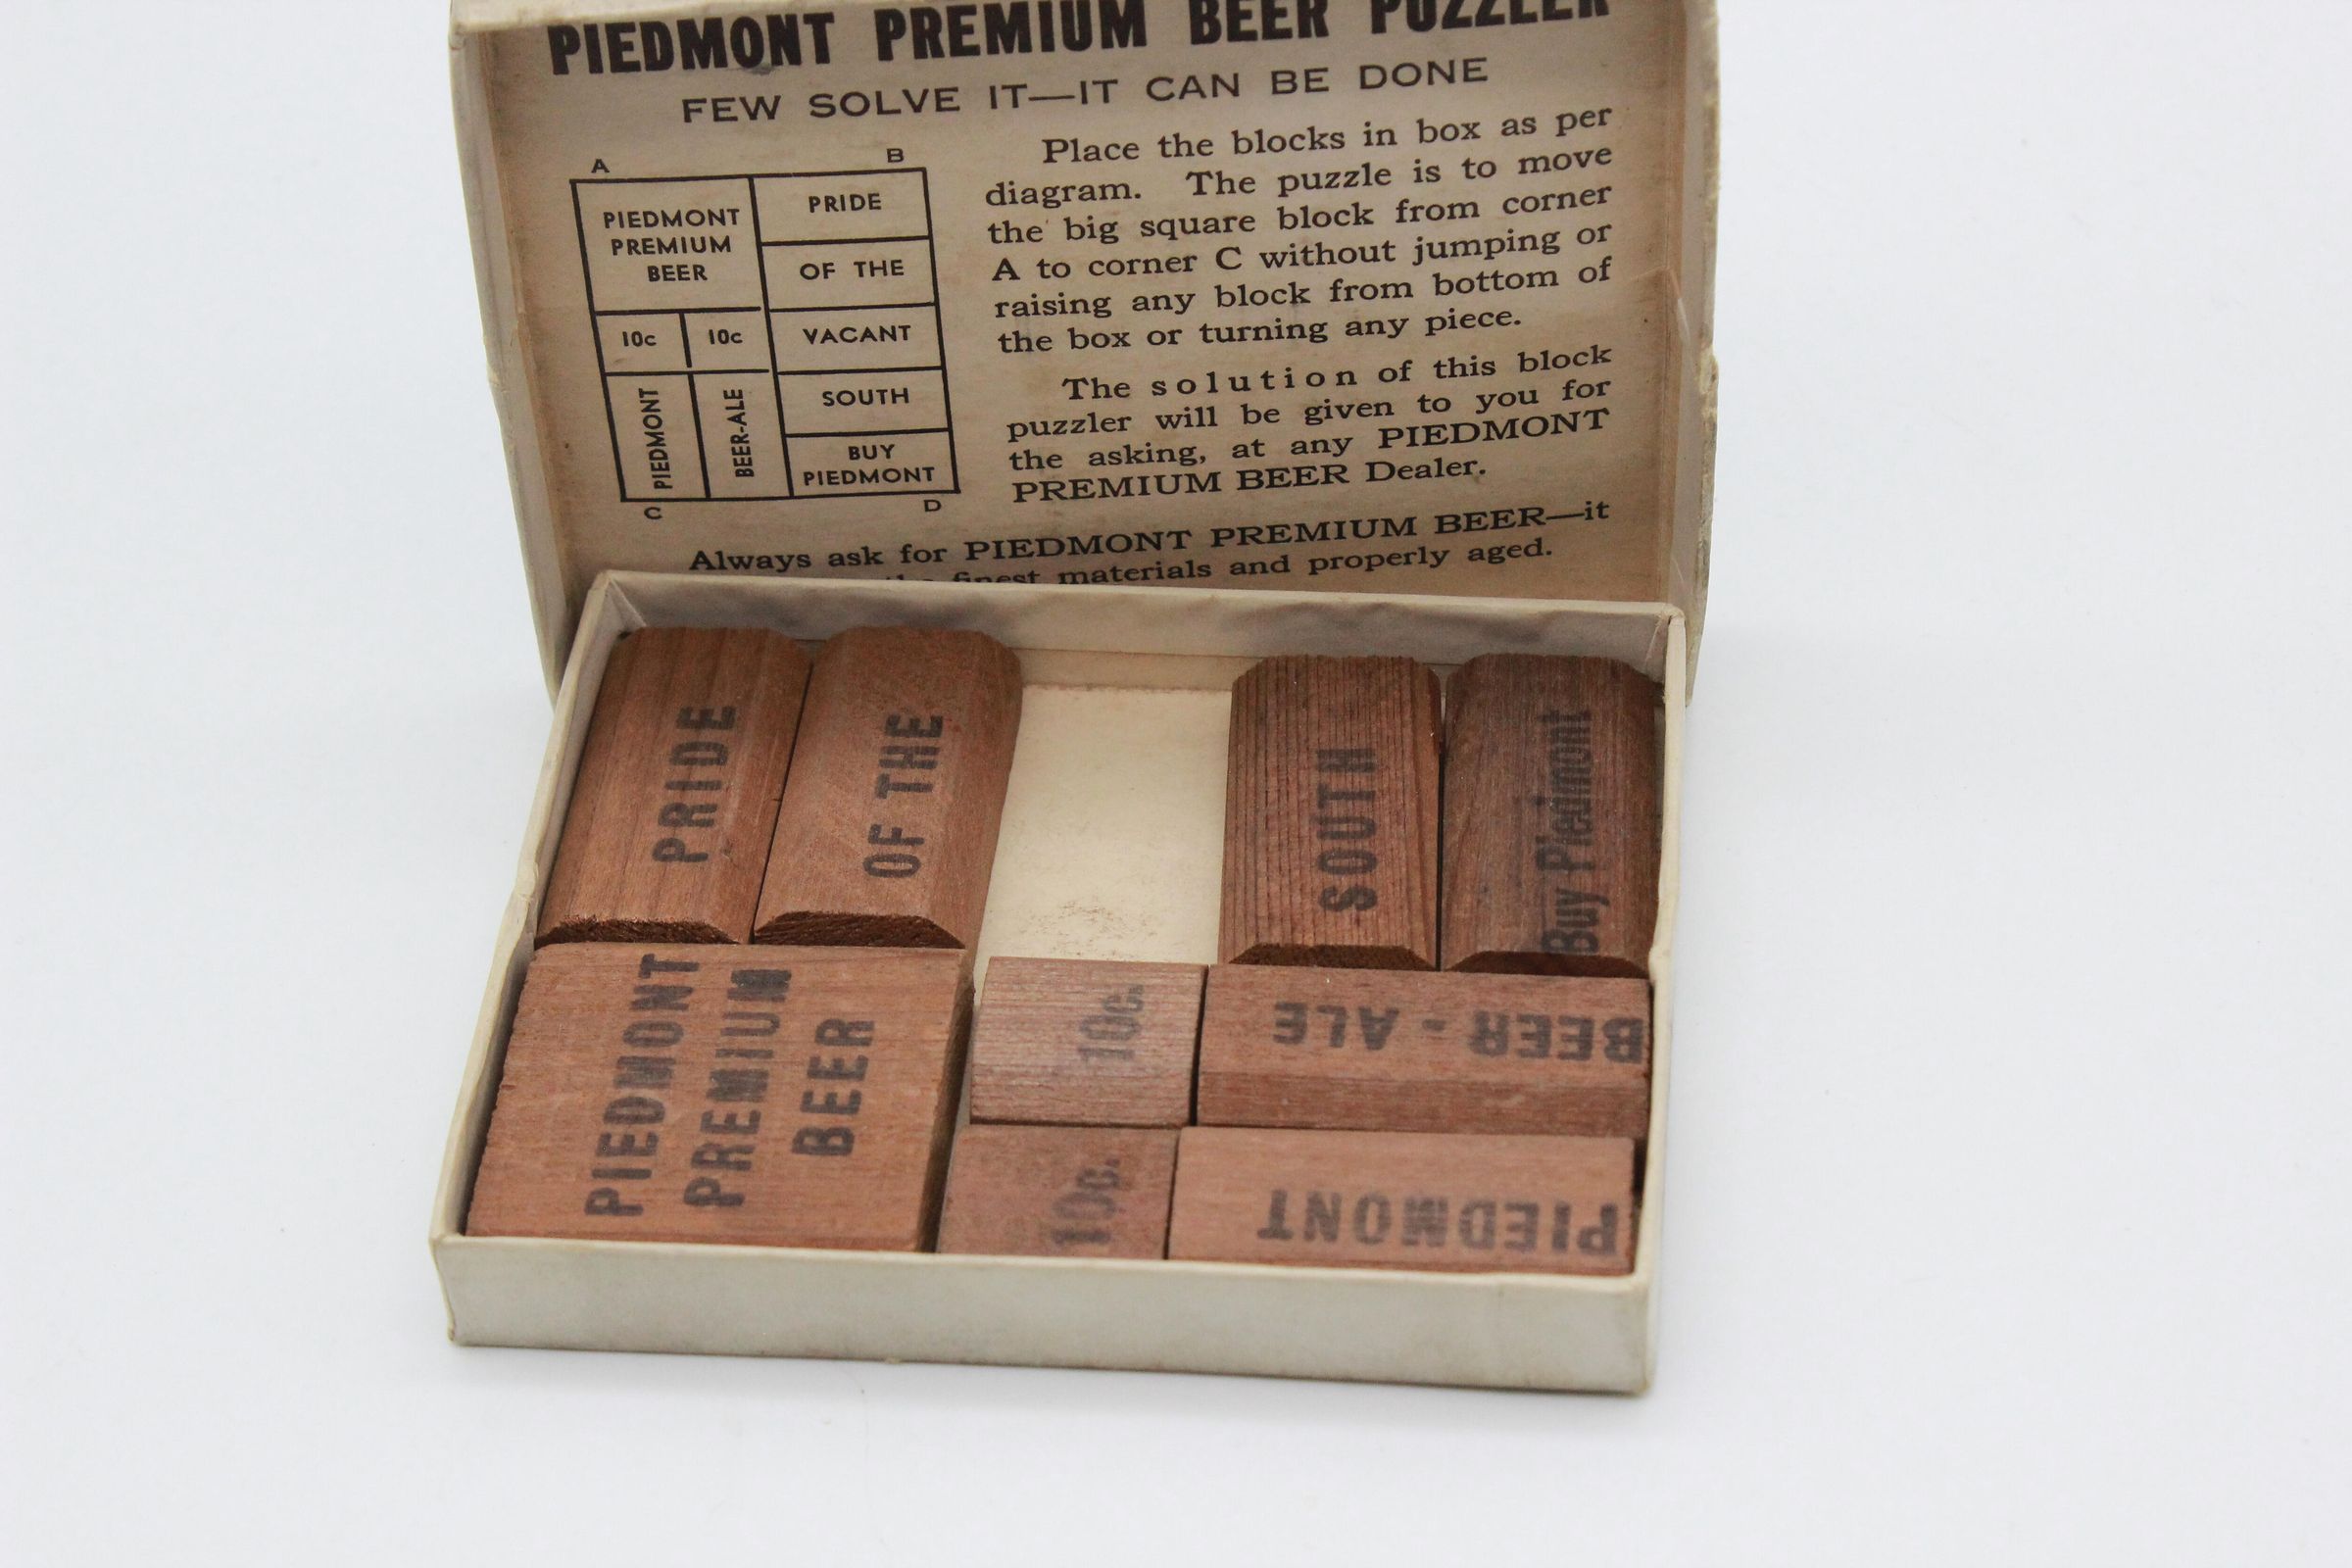 PIEDMONT PREMIUM BEER PUZZLER
FEW SOLVE IT—IT CAN BE DONE
A
B
PIEDMONT
PREMIUM
BEER
PRIDE
OF THE
10c
10c
VACANT
PIEDMONT
BEER-ALE
SOUTH
BUY
PIEDMONT
C
D
Place the blocks in box as per
diagram. The puzzle is to move
the big square block from corner
A to corner C without jumping or
raising any block from bottom of
the box or turning any piece.
The solution of this block
puzzler will be given to you for
the asking, at any PIEDMONT
PREMIUM BEER Dealer.
Always ask for PIEDMONT PREMIUM BEER—it
the finest materials and properly aged.
PRIDE
OF THE
SOUTH
Buy Piedmont
PIEDMONT
PREMIUM
BEER
10c.
BEER - ALE
10c.
PIEDMONT